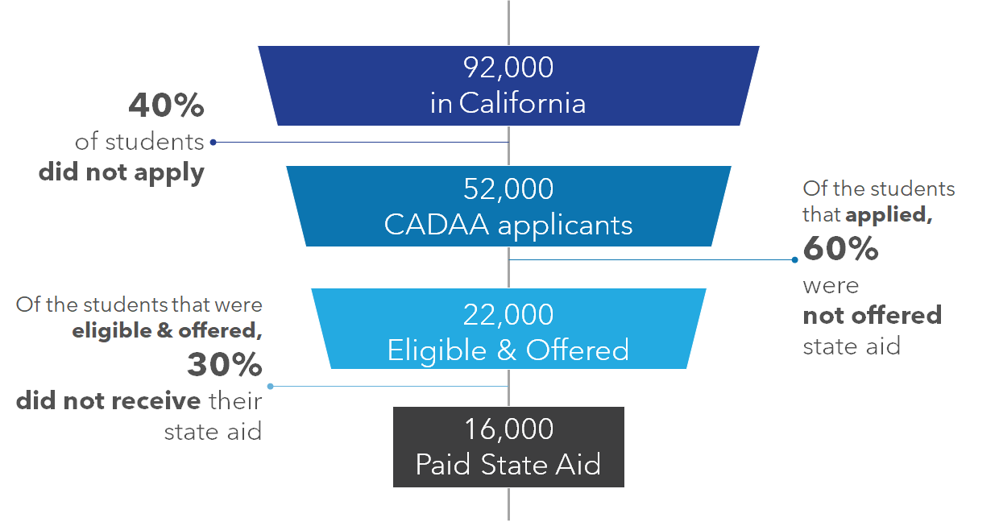 92,000
in California
40%
of students
did not apply
52,000
CADAA applicants
Of the students
that applied,
60%
were
not offered
state aid
22,000
Eligible & Offered
Of the students that were
eligible & offered,
30%
did not receive their
state aid
16,000
Paid State Aid